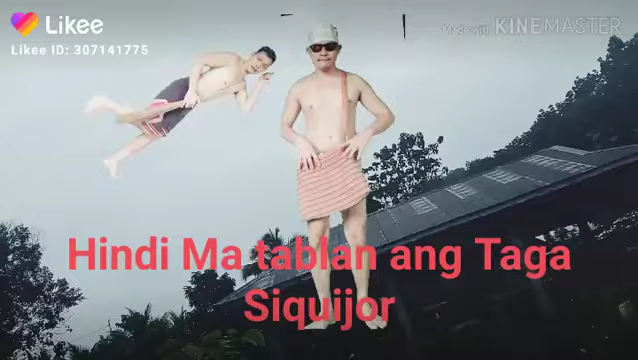 Likee
Likee ID: 307141775
Made with KINEMASTER
Hindi Ma tablan ang Taga
Siquijor